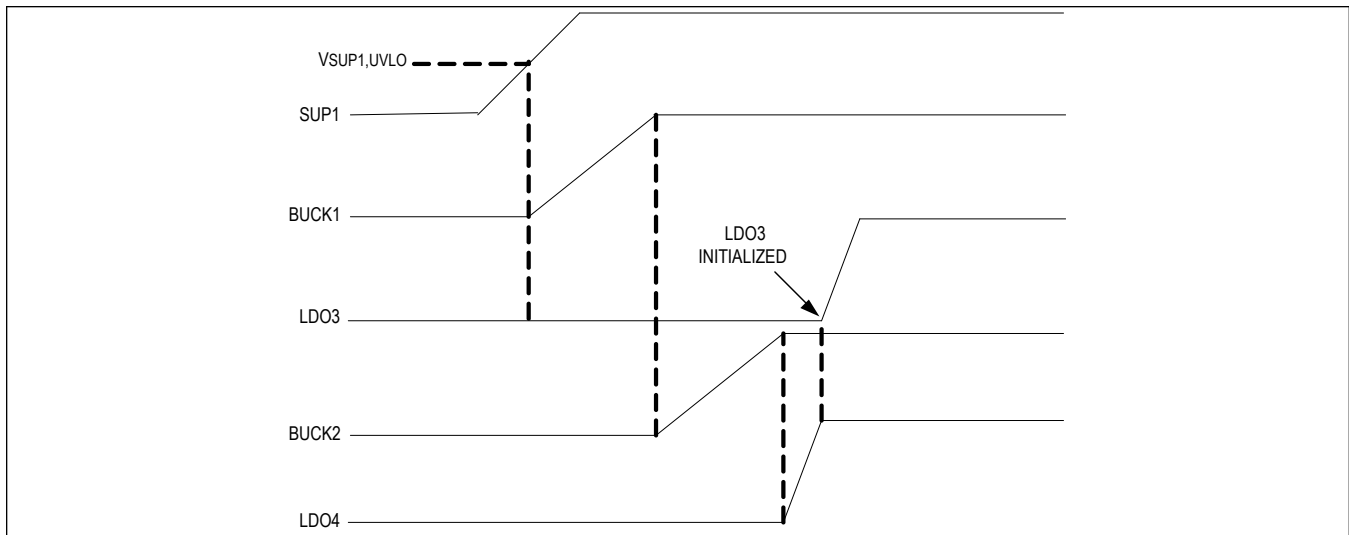 VSUP1,UVLO
SUP1
BUCK1
LDO3
INITIALIZED
LDO3
BUCK2
LDO4